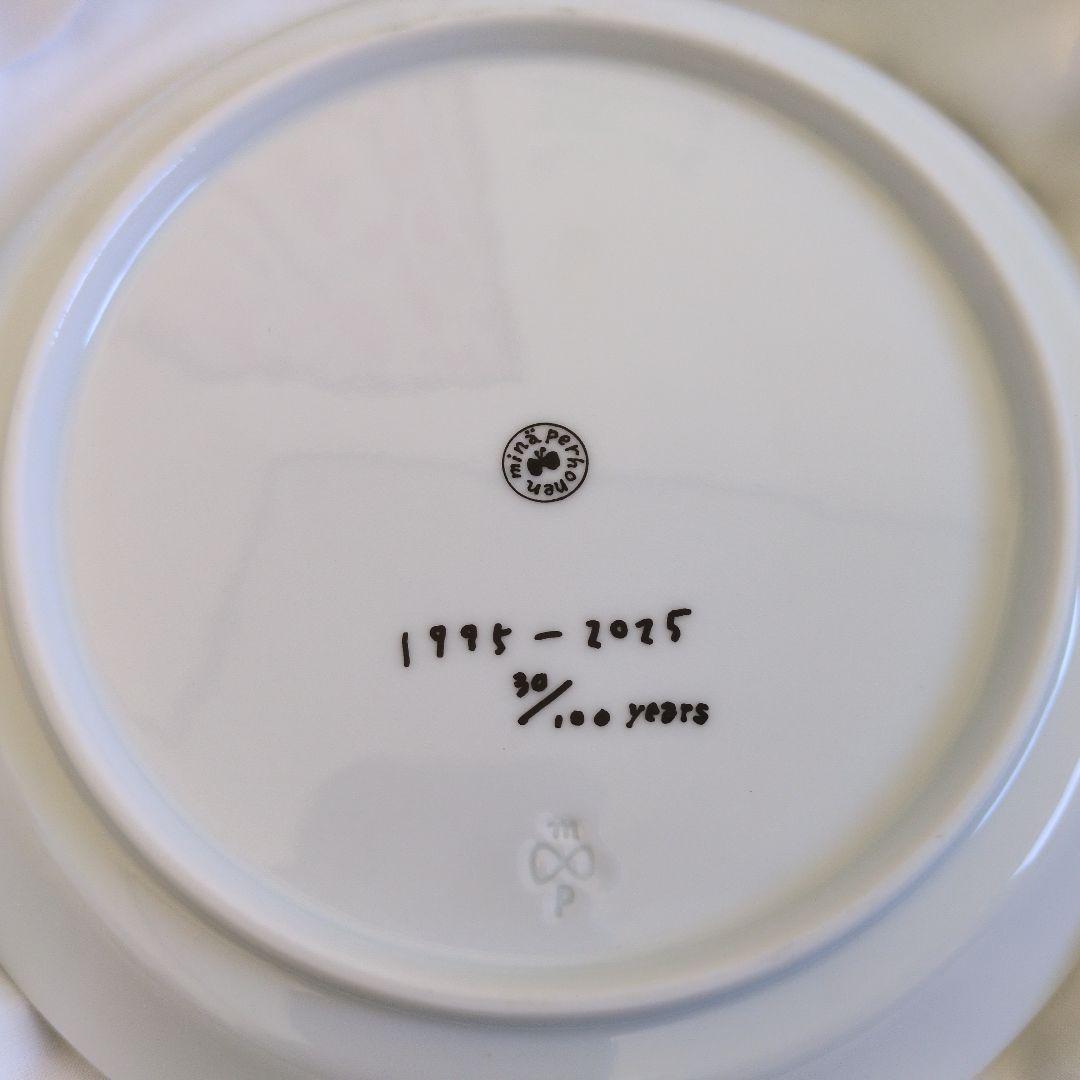 minä perhonen
1995 - 2025
30/100 years
m
∞
P